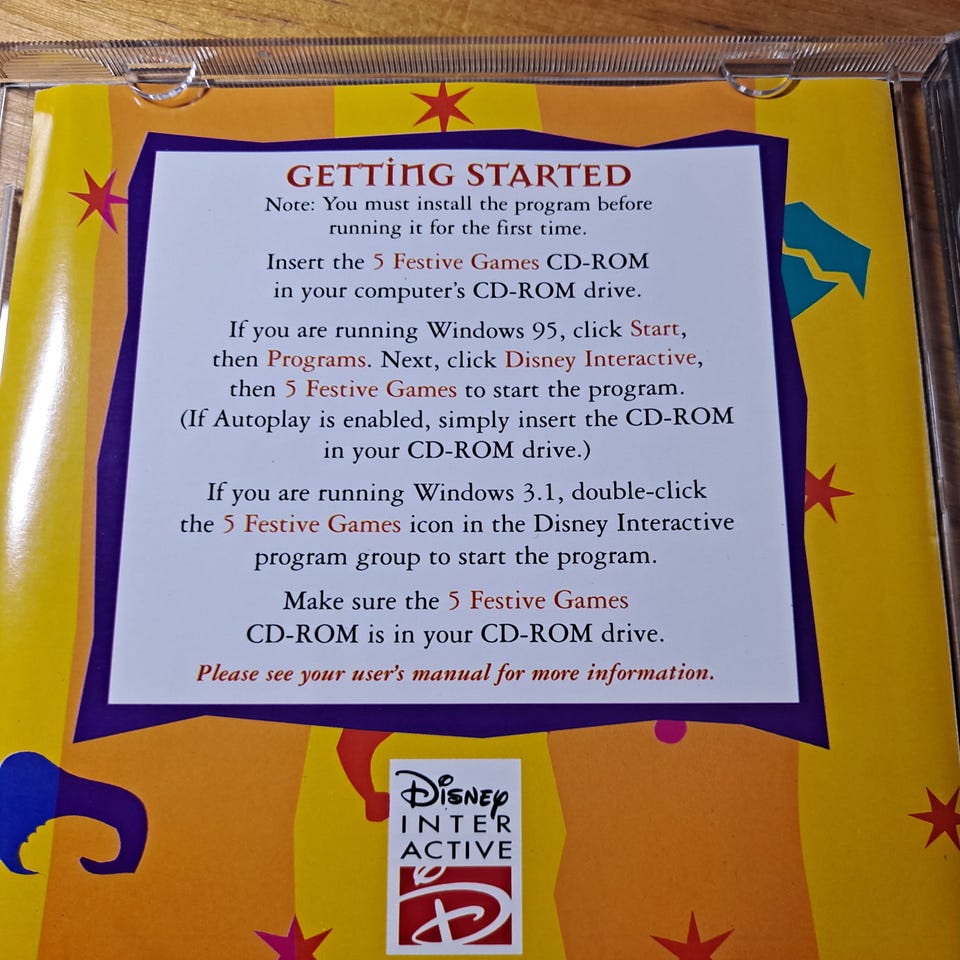 GETTING STARTED
Note: You must install the program before
running it for the first time.
Insert the 5 Festive Games CD-ROM
in your computer's CD-ROM drive.
If you are running Windows 95, click Start,
then Programs. Next, click Disney Interactive,
then 5 Festive Games to start the program.
(If Autoplay is enabled, simply insert the CD-ROM
in your CD-ROM drive.)
If you are running Windows 3.1, double-click
the 5 Festive Games icon in the Disney Interactive
program group to start the program.
Make sure the 5 Festive Games
CD-ROM is in your CD-ROM drive.
Please see your user's manual for more information.
Disney
INTER
ACTIVE
D